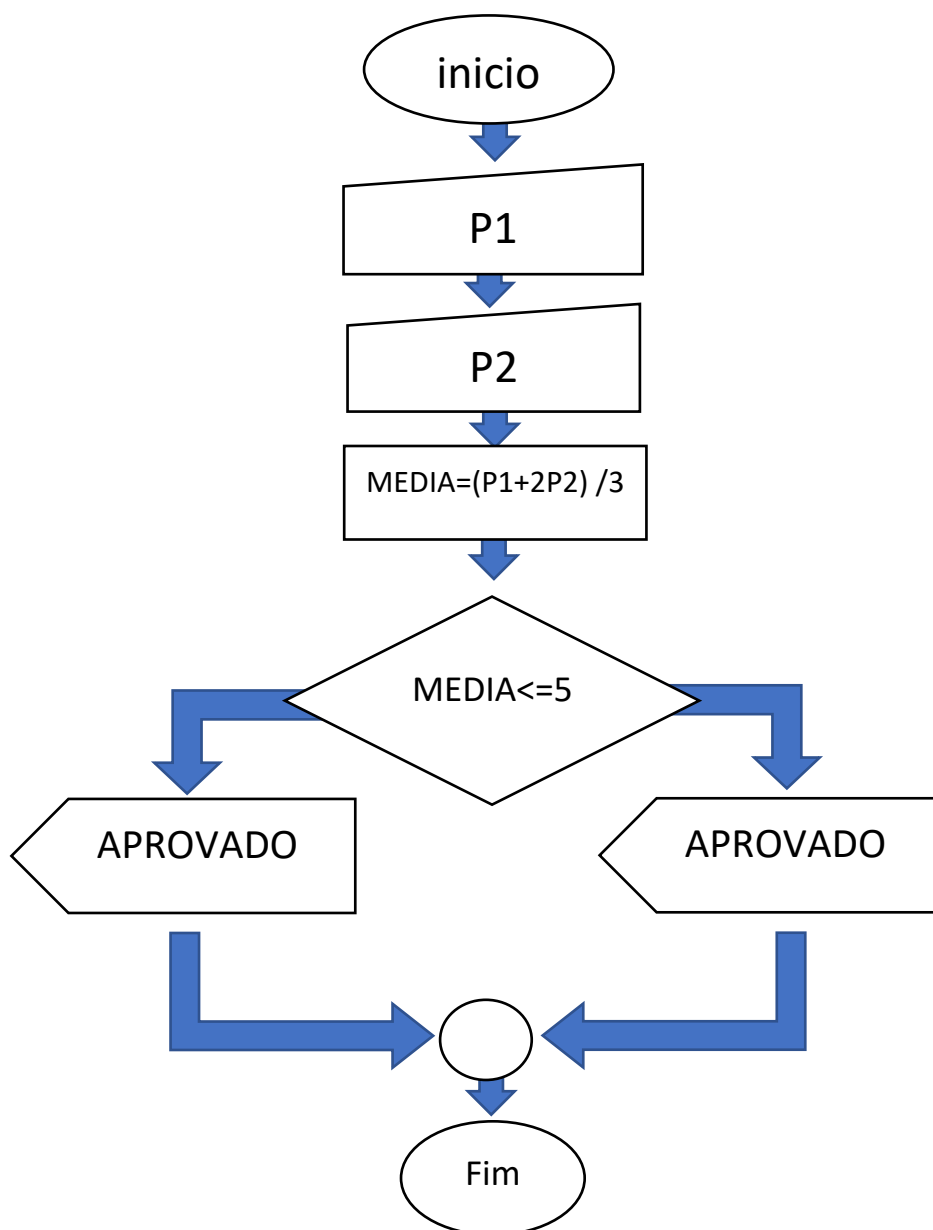 inicio
P1
P2
MEDIA=(P1+2P2) /3
MEDIA<=5
APROVADO
APROVADO
Fim